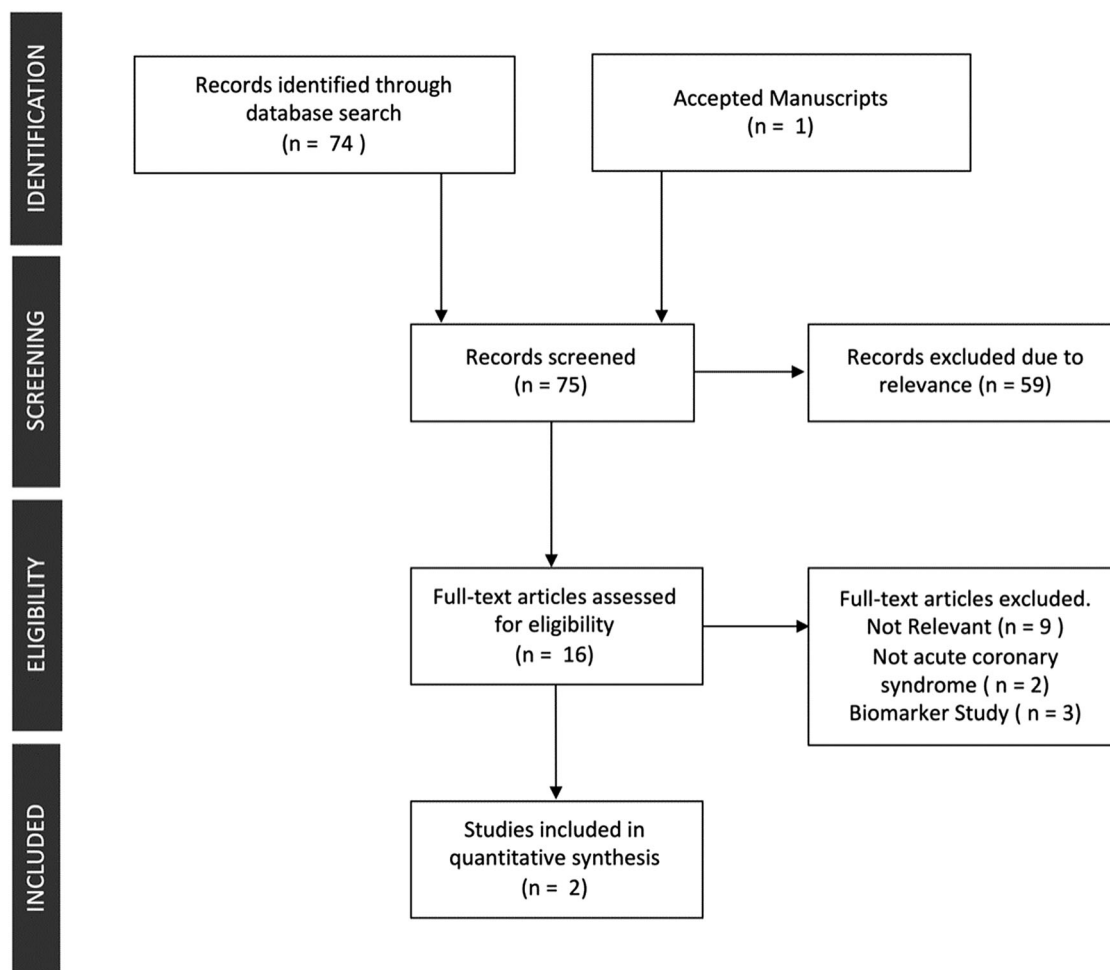 IDENTIFICATION
Records identified through
database search
(n = 74 )
Accepted Manuscripts
(n = 1)
SCREENING
Records screened
(n = 75)
Records excluded due to
relevance (n = 59)
ELIGIBILITY
Full-text articles assessed
for eligibility
(n = 16)
Full-text articles excluded.
Not Relevant (n = 9 )
Not acute coronary
syndrome ( n = 2)
Biomarker Study ( n = 3)
INCLUDED
Studies included in
quantitative synthesis
(n = 2)